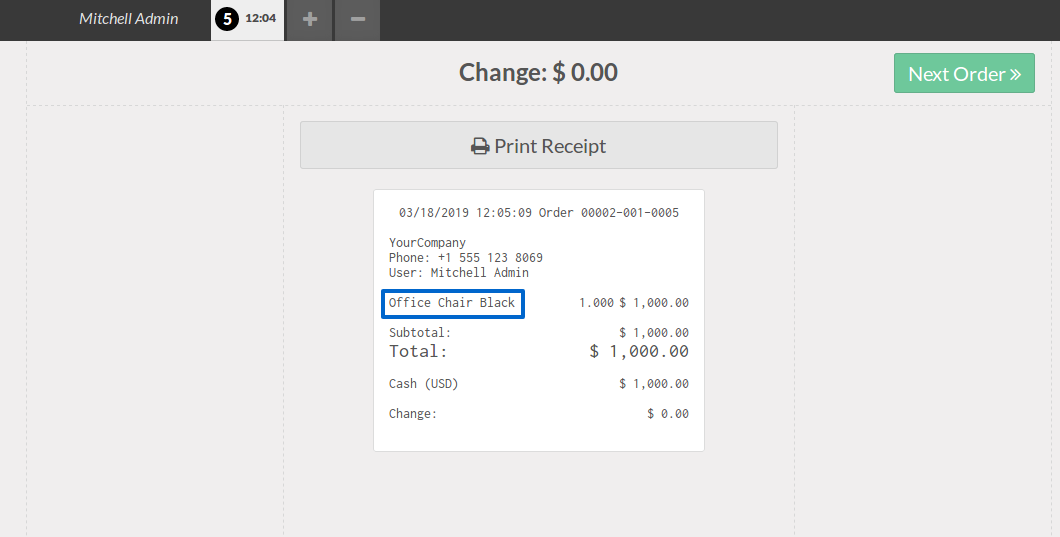 Mitchell Admin 5 12:04
Change: $ 0.00
Next Order
Print Receipt
03/18/2019 12:05:09 Order 00002-001-0005
YourCompany
Phone: +1 555 123 8069
User: Mitchell Admin
Office Chair Black 1.000 $ 1,000.00
Subtotal: $ 1,000.00
Total: $ 1,000.00
Cash (USD) $ 1,000.00
Change: $ 0.00